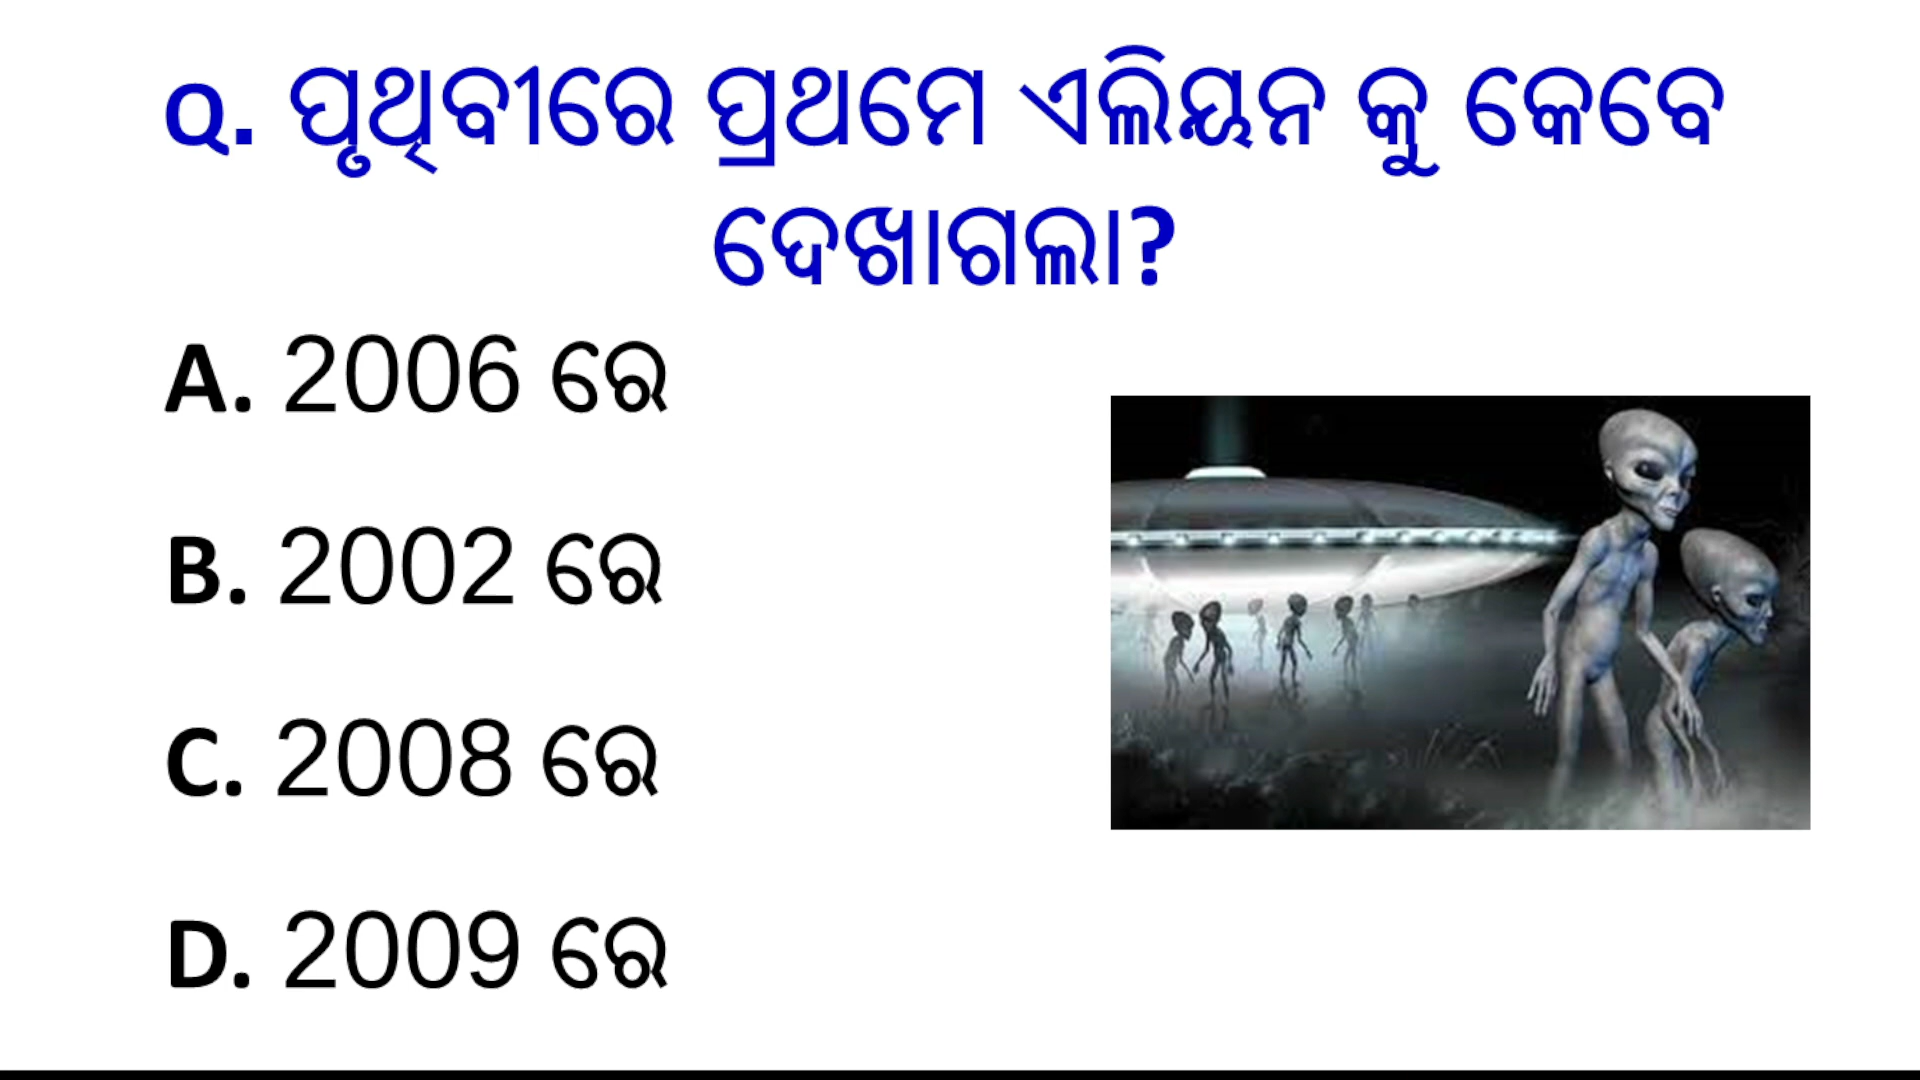 Q. ପୃଥିବୀରେ ପ୍ରଥମେ ଏଲିୟନ କୁ କେବେ
ଦେଖାଗଲା?
A. 2006 ରେ
B. 2002 ରେ
C. 2008 ରେ
D. 2009 ରେ